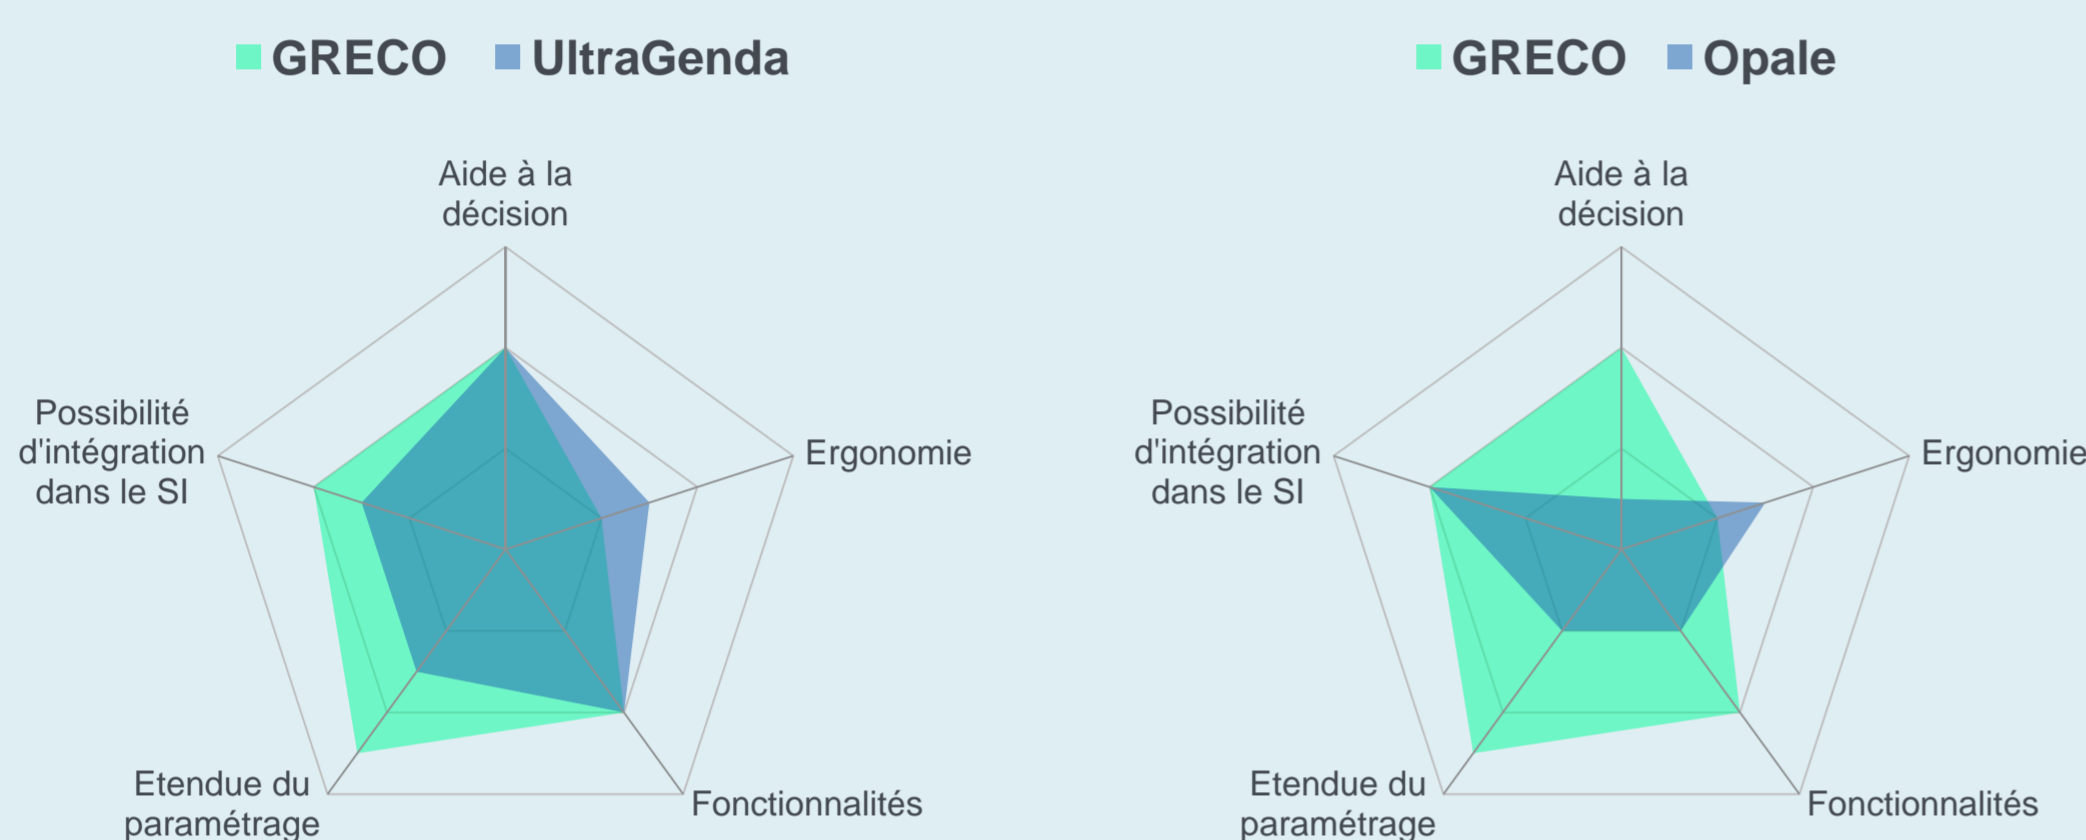 GRECO
UltraGenda
Aide à la
décision
Possibilité
d'intégration
dans le SI
Ergonomie
Etendue du
paramétrage
Fonctionnalités
GRECO
Opale
Aide à la
décision
Possibilité
d'intégration
dans le SI
Ergonomie
Etendue du
paramétrage
Fonctionnalités